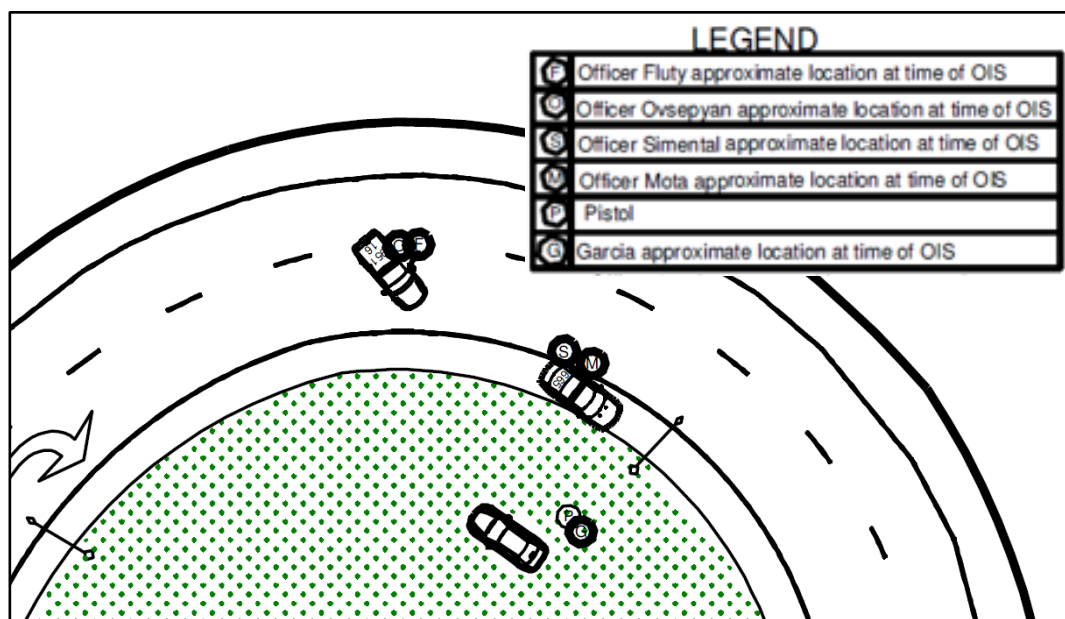 LEGEND
F Officer Fluty approximate location at time of OIS
O Officer Ovsepyan approximate location at time of OIS
S Officer Simental approximate location at time of OIS
M Officer Mota approximate location at time of OIS
P Pistol
G Garcia approximate location at time of OIS
O F
S
M
P
G